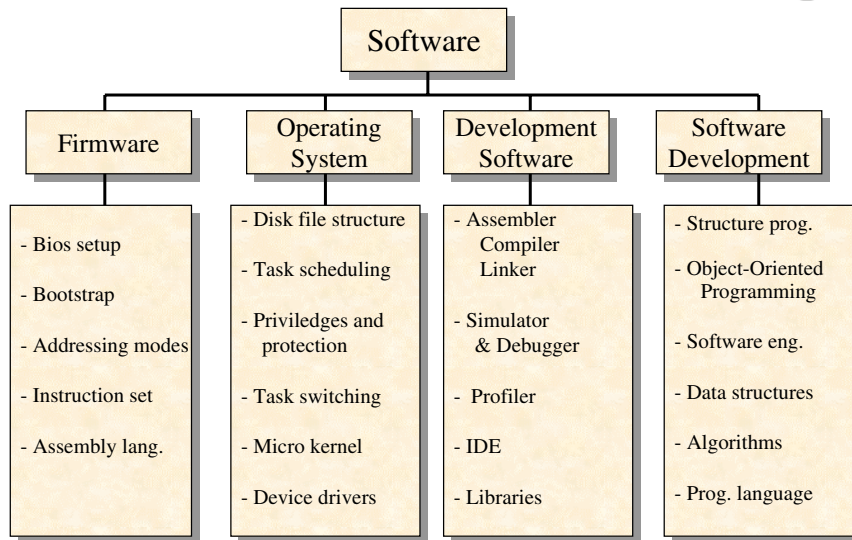 Software
Firmware
- Bios setup
- Bootstrap
- Addressing modes
- Instruction set
- Assembly lang.
Operating
System
- Disk file structure
- Task scheduling
- Priviledges and
protection
- Task switching
- Micro kernel
- Device drivers
Development
Software
- Assembler
Compiler
Linker
- Simulator
& Debugger
- Profiler
- IDE
- Libraries
Software
Development
- Structure prog.
- Object-Oriented
Programming
- Software eng.
- Data structures
- Algorithms
- Prog. language